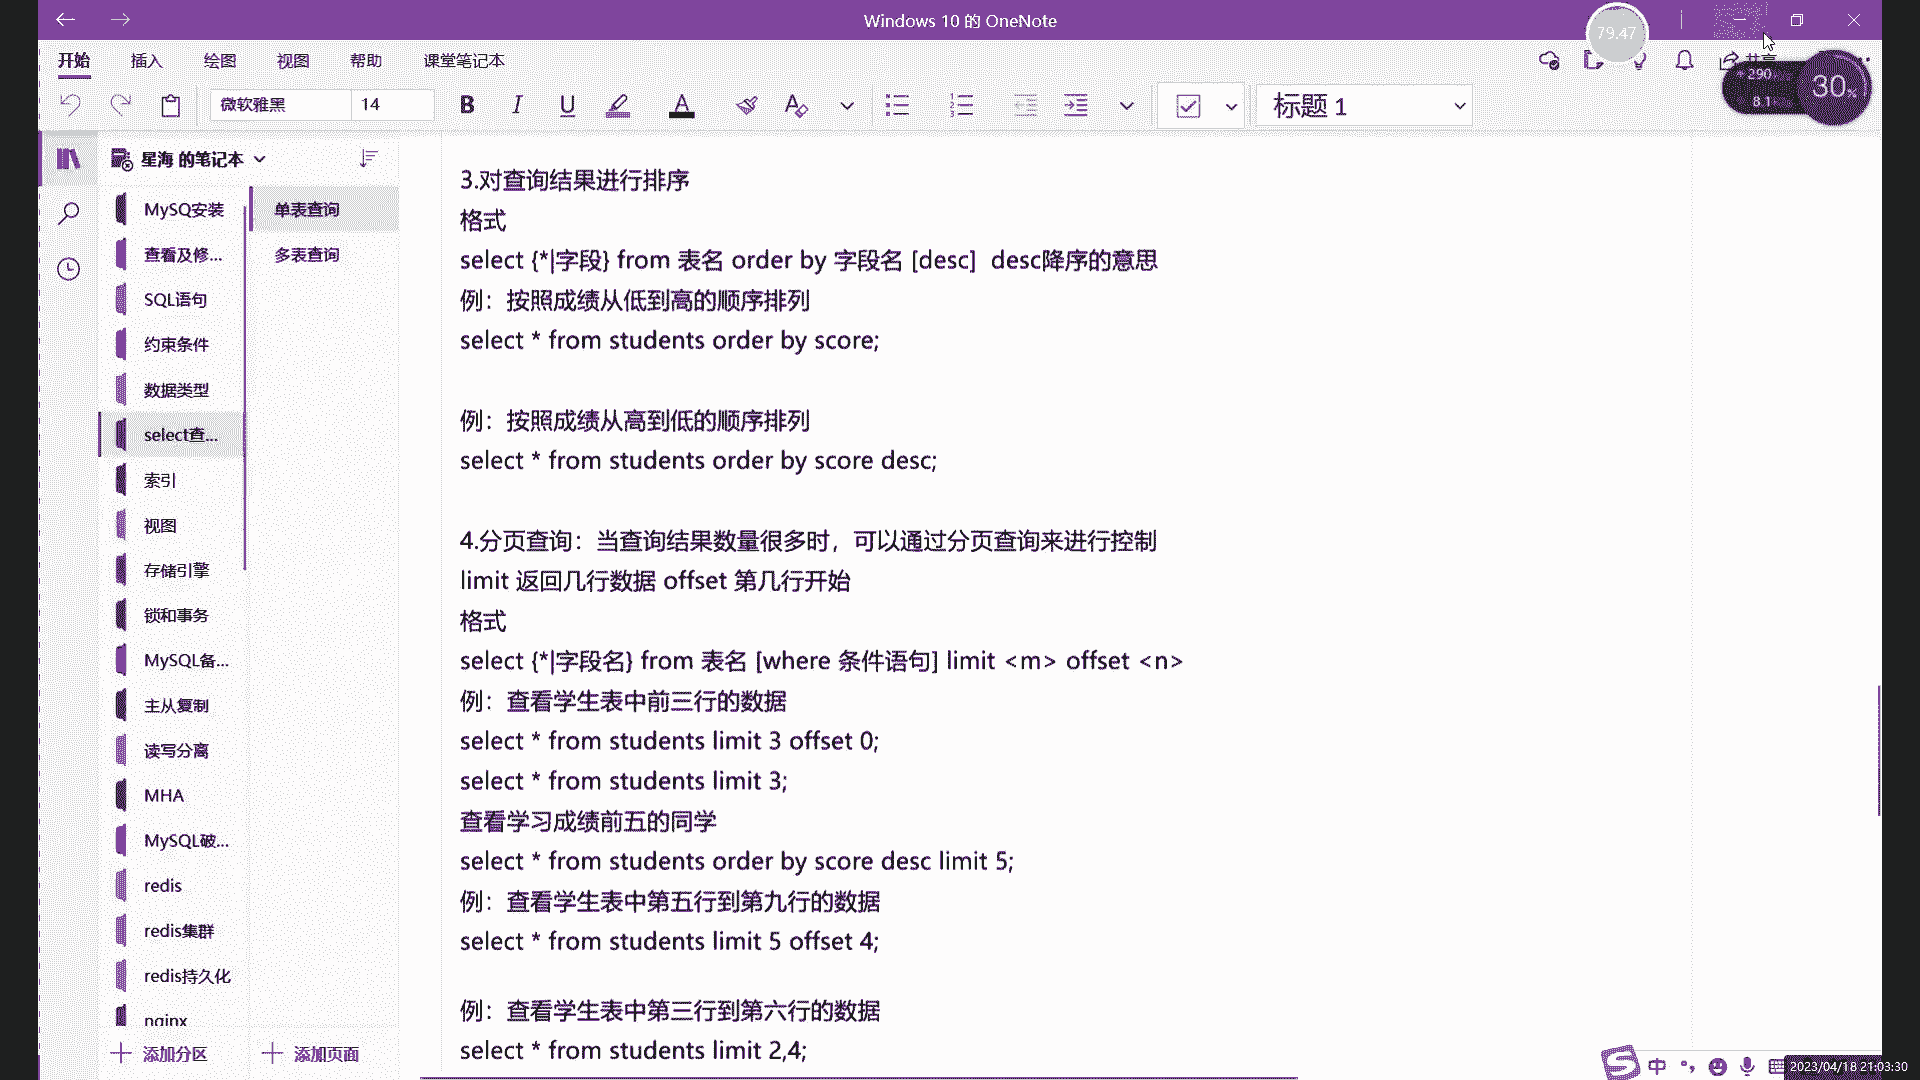 Windows 10 的 OneNote
79.47
开始 插入 绘图 视图 帮助 课堂笔记本
共享
290
8.1
30%
微软雅黑 14 B I U A 标题 1
星海 的笔记本
MySQ安装
查看及修...
SQL语句
约束条件
数据类型
select查...
索引
视图
存储引擎
锁和事务
MySQL备...
主从复制
读写分离
MHA
MySQL破...
redis
redis集群
redis持久化
nginx
添加分区
单表查询
多表查询
添加页面
3.对查询结果进行排序
格式
select {*|字段} from 表名 order by 字段名 [desc] desc降序的意思
例：按照成绩从低到高的顺序排列
select * from students order by score;
例：按照成绩从高到低的顺序排列
select * from students order by score desc;
4.分页查询：当查询结果数量很多时，可以通过分页查询来进行控制
limit 返回几行数据 offset 第几行开始
格式
select {*|字段名} from 表名 [where 条件语句] limit <m> offset <n>
例：查看学生表中前三行的数据
select * from students limit 3 offset 0;
select * from students limit 3;
查看学习成绩前五的同学
select * from students order by score desc limit 5;
例：查看学生表中第五行到第九行的数据
select * from students limit 5 offset 4;
例：查看学生表中第三行到第六行的数据
select * from students limit 2,4;
中
2023/04/18 21:03:30